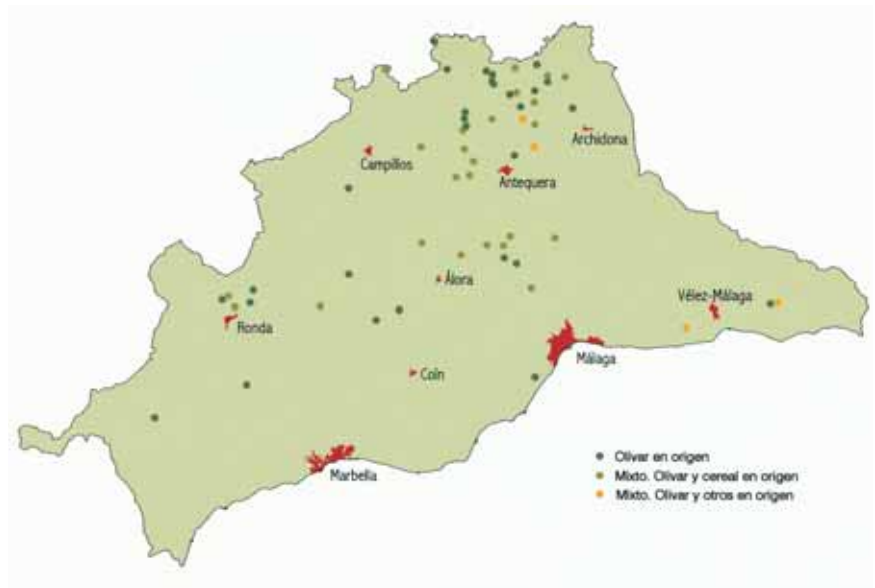 Archidona
Campillos
Antequera
Álora
Vélez-Málaga
Ronda
Málaga
Coín
Marbella
Olivar en origen
Mixto. Olivar y cereal en origen
Mixto. Olivar y otros en origen